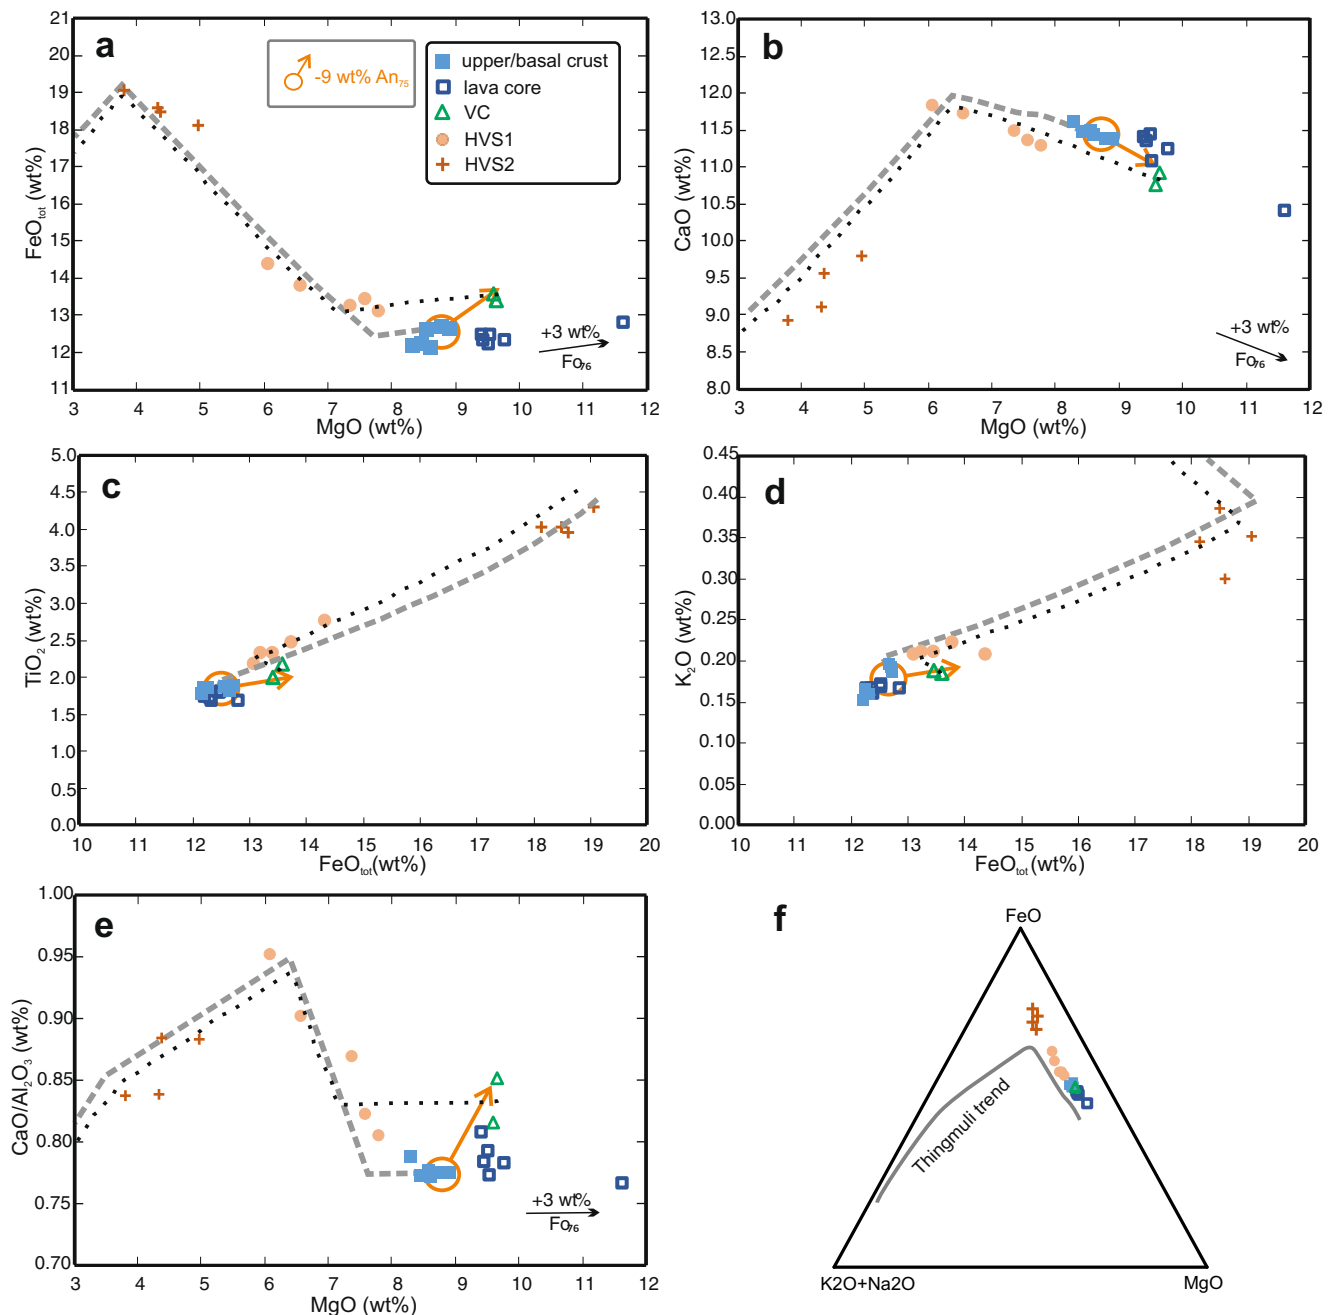 a
-9 wt% An75
upper/basal crust
lava core
VC
HVS1
HVS2
21
20
19
18
17
16
15
14
13
12
11
FeOtot (wt%)
+3 wt%
Fo76
3 4 5 6 7 8 9 10 11 12
MgO (wt%)
b
13.0
12.5
12.0
11.5
11.0
10.5
10.0
9.5
9.0
8.5
8.0
CaO (wt%)
+3 wt%
Fo76
3 4 5 6 7 8 9 10 11 12
MgO (wt%)
c
5.0
4.5
4.0
3.5
3.0
2.5
2.0
1.5
1.0
0.5
0.0
TiO2 (wt%)
10 11 12 13 14 15 16 17 18 19 20
FeOtot(wt%)
d
0.45
0.40
0.35
0.30
0.25
0.20
0.15
0.10
0.05
0.00
K2O (wt%)
10 11 12 13 14 15 16 17 18 19 20
FeOtot(wt%)
e
1.00
0.95
0.90
0.85
0.80
0.75
0.70
CaO/Al2O3 (wt%)
+3 wt%
Fo76
3 4 5 6 7 8 9 10 11 12
MgO (wt%)
f
FeO
Thingmuli trend
K2O+Na2O
MgO